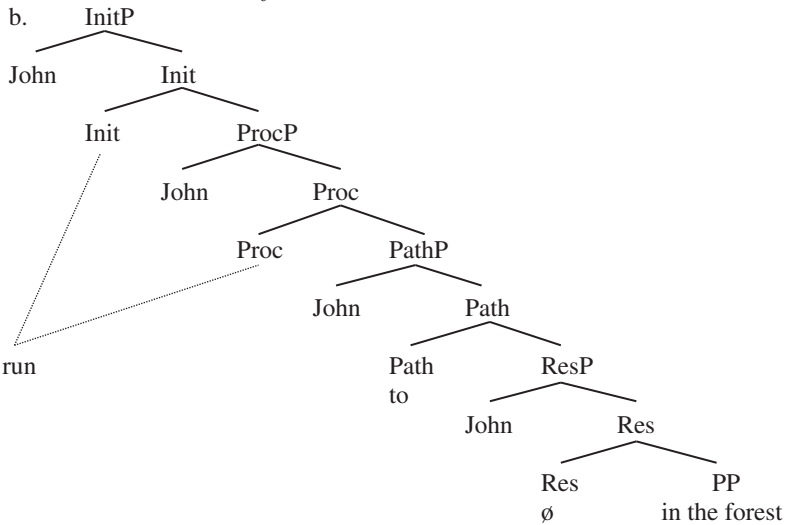 b. InitP
John Init
Init ProcP
John Proc
Proc PathP
John Path
run Path ResP
to
John Res
Res PP
ø in the forest